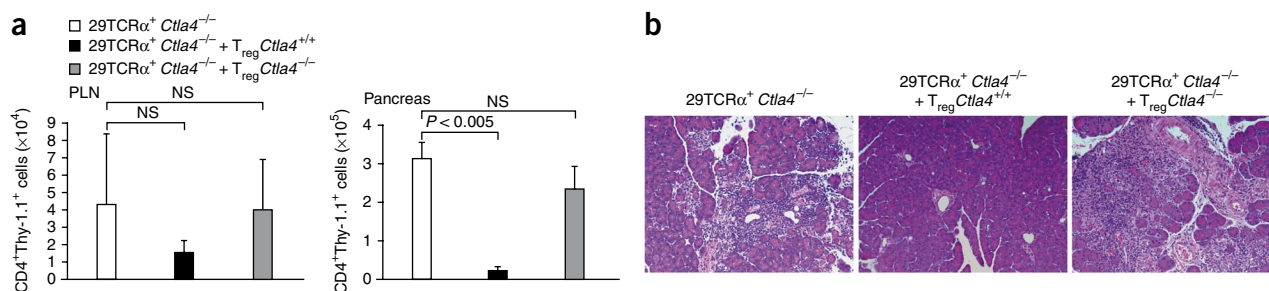 a
29TCRα⁺ Ctla4⁻/⁻
29TCRα⁺ Ctla4⁻/⁻ + TregCtla4⁺/⁺
29TCRα⁺ Ctla4⁻/⁻ + TregCtla4⁻/⁻
PLN
NS
NS
CD4⁺Thy-1.1⁺ cells (×10⁴)
9
8
7
6
5
4
3
2
1
0
Pancreas
NS
P < 0.005
CD4⁺Thy-1.1⁺ cells (×10⁵)
4
3
2
1
0
b
29TCRα⁺ Ctla4⁻/⁻
29TCRα⁺ Ctla4⁻/⁻
+ TregCtla4⁺/⁺
29TCRα⁺ Ctla4⁻/⁻
+ TregCtla4⁻/⁻